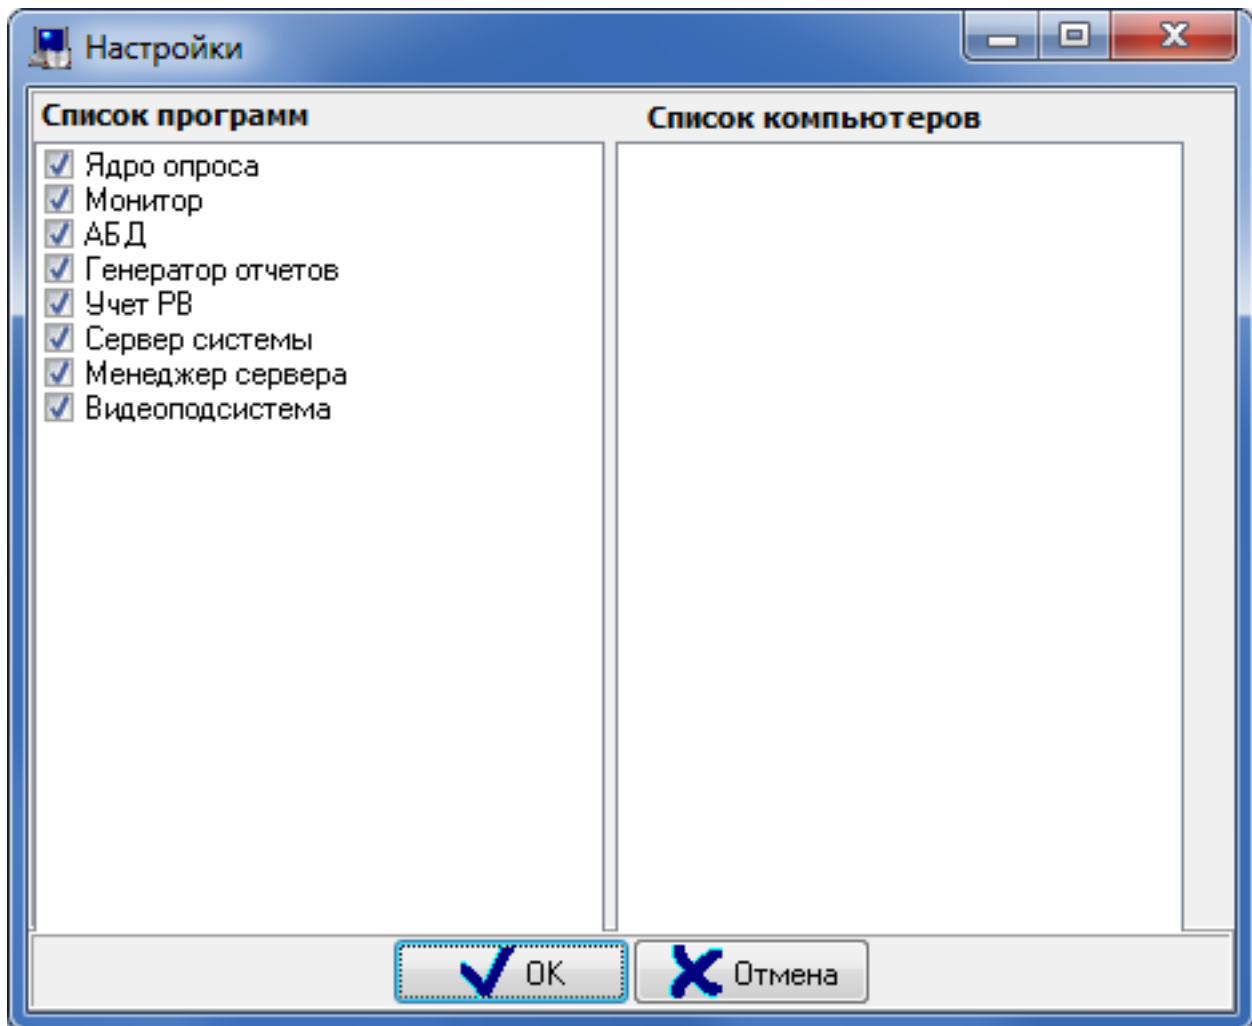 Настройки
Список программ
Список компьютеров
Ядро опроса
Монитор
АБД
Генератор отчетов
Учет РВ
Сервер системы
Менеджер сервера
Видеоподсистема
OK
Отмена